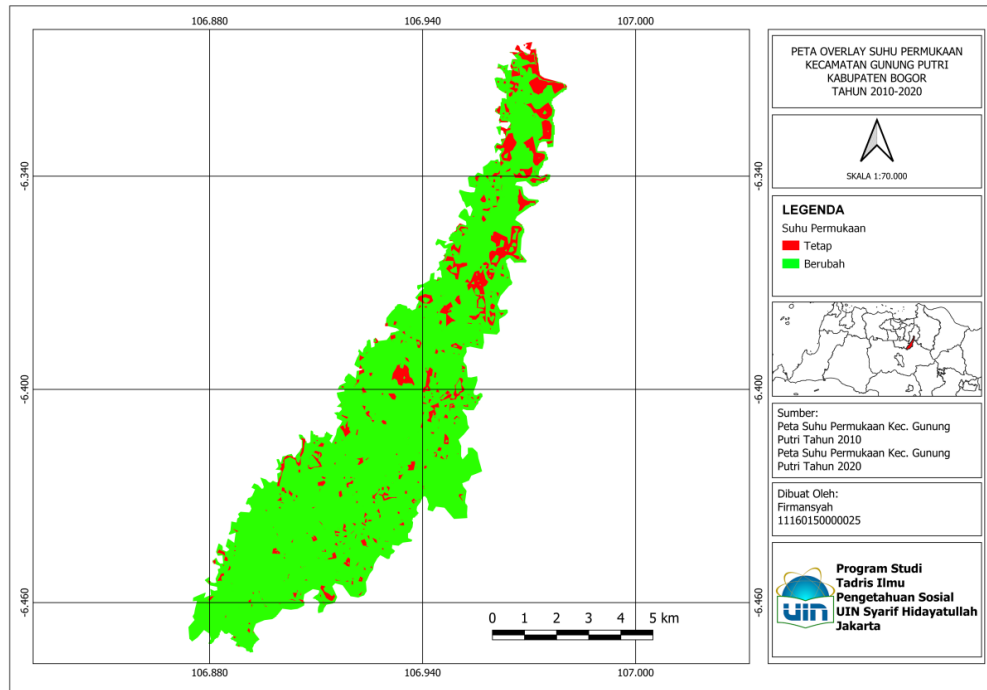 106.880
106.940
107.000
-6.340
-6.400
-6.460
-6.340
-6.400
-6.460
106.880
106.940
107.000
0 1 2 3 4 5 km
PETA OVERLAY SUHU PERMUKAAN
KECAMATAN GUNUNG PUTRI
KABUPATEN BOGOR
TAHUN 2010-2020
SKALA 1:70.000
LEGENDA
Suhu Permukaan
Tetap
Berubah
Sumber:
Peta Suhu Permukaan Kec. Gunung
Putri Tahun 2010
Peta Suhu Permukaan Kec. Gunung
Putri Tahun 2020
Dibuat Oleh:
Firmansyah
11160150000025
UIN
Program Studi
Tadris Ilmu
Pengetahuan Sosial
UIN Syarif Hidayatullah
Jakarta